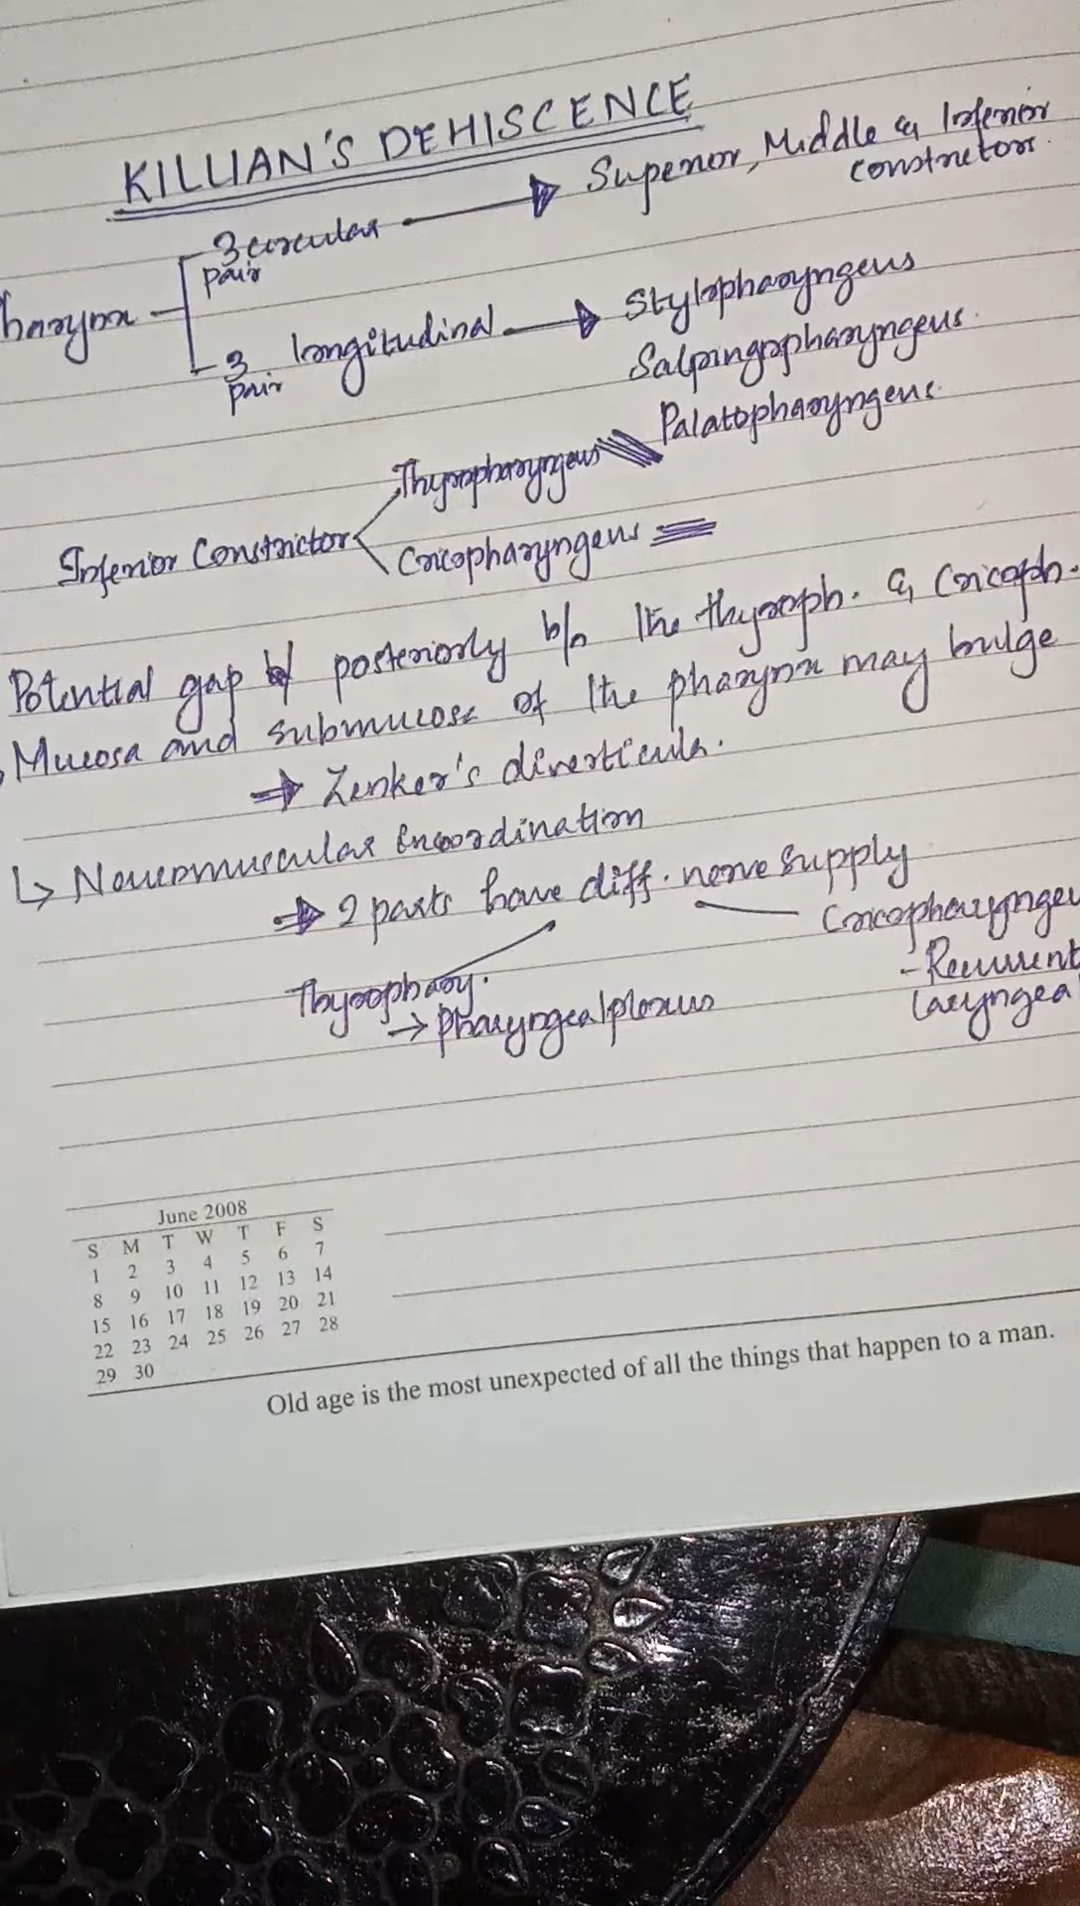 KILLIAN'S DEHISCENCE
3 circular → Superior, Middle & Inferior
pair constrictors.
harynx
3 longitudinal → Stylopharyngeus
pair Salpingopharyngeus.
Palatopharyngeus.
Inferior Constrictor Thyropharyngeus
Cricopharyngeus
Potential gap posteriorly b/n the thyroph. & Cricoph.
Mucosa and submucosa of the pharynx may bulge
⇒ Zenker's diverticula.
↳ Neuromuscular Incoordination
⇒ 2 parts have diff. nerve supply
Cricopharyngeu
Thyrophary. - Recurrent
→ Pharyngeal plexus Laryngea
June 2008
S M T W T F S
1 2 3 4 5 6 7
8 9 10 11 12 13 14
15 16 17 18 19 20 21
22 23 24 25 26 27 28
29 30
Old age is the most unexpected of all the things that happen to a man.